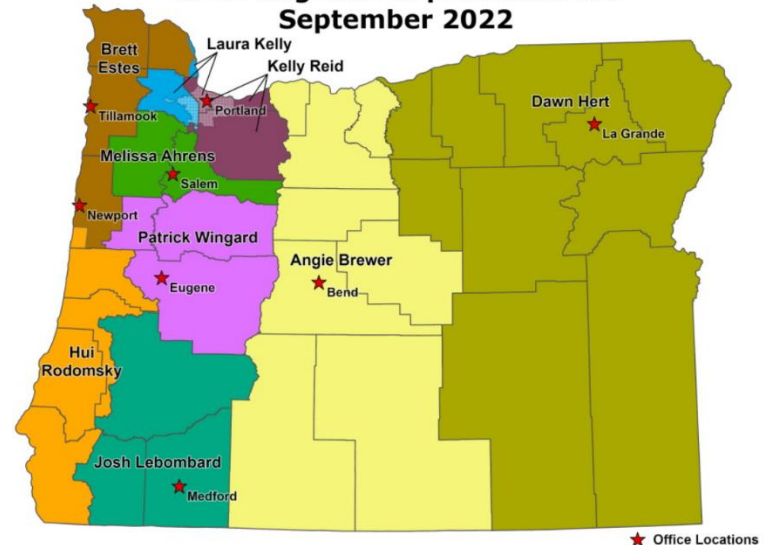 September 2022
Brett
Estes
Laura Kelly
Kelly Reid
Tillamook
Portland
Dawn Hert
La Grande
Melissa Ahrens
Salem
Newport
Patrick Wingard
Angie Brewer
Eugene
Bend
Hui
Rodomsky
Josh Lebombard
Medford
Office Locations